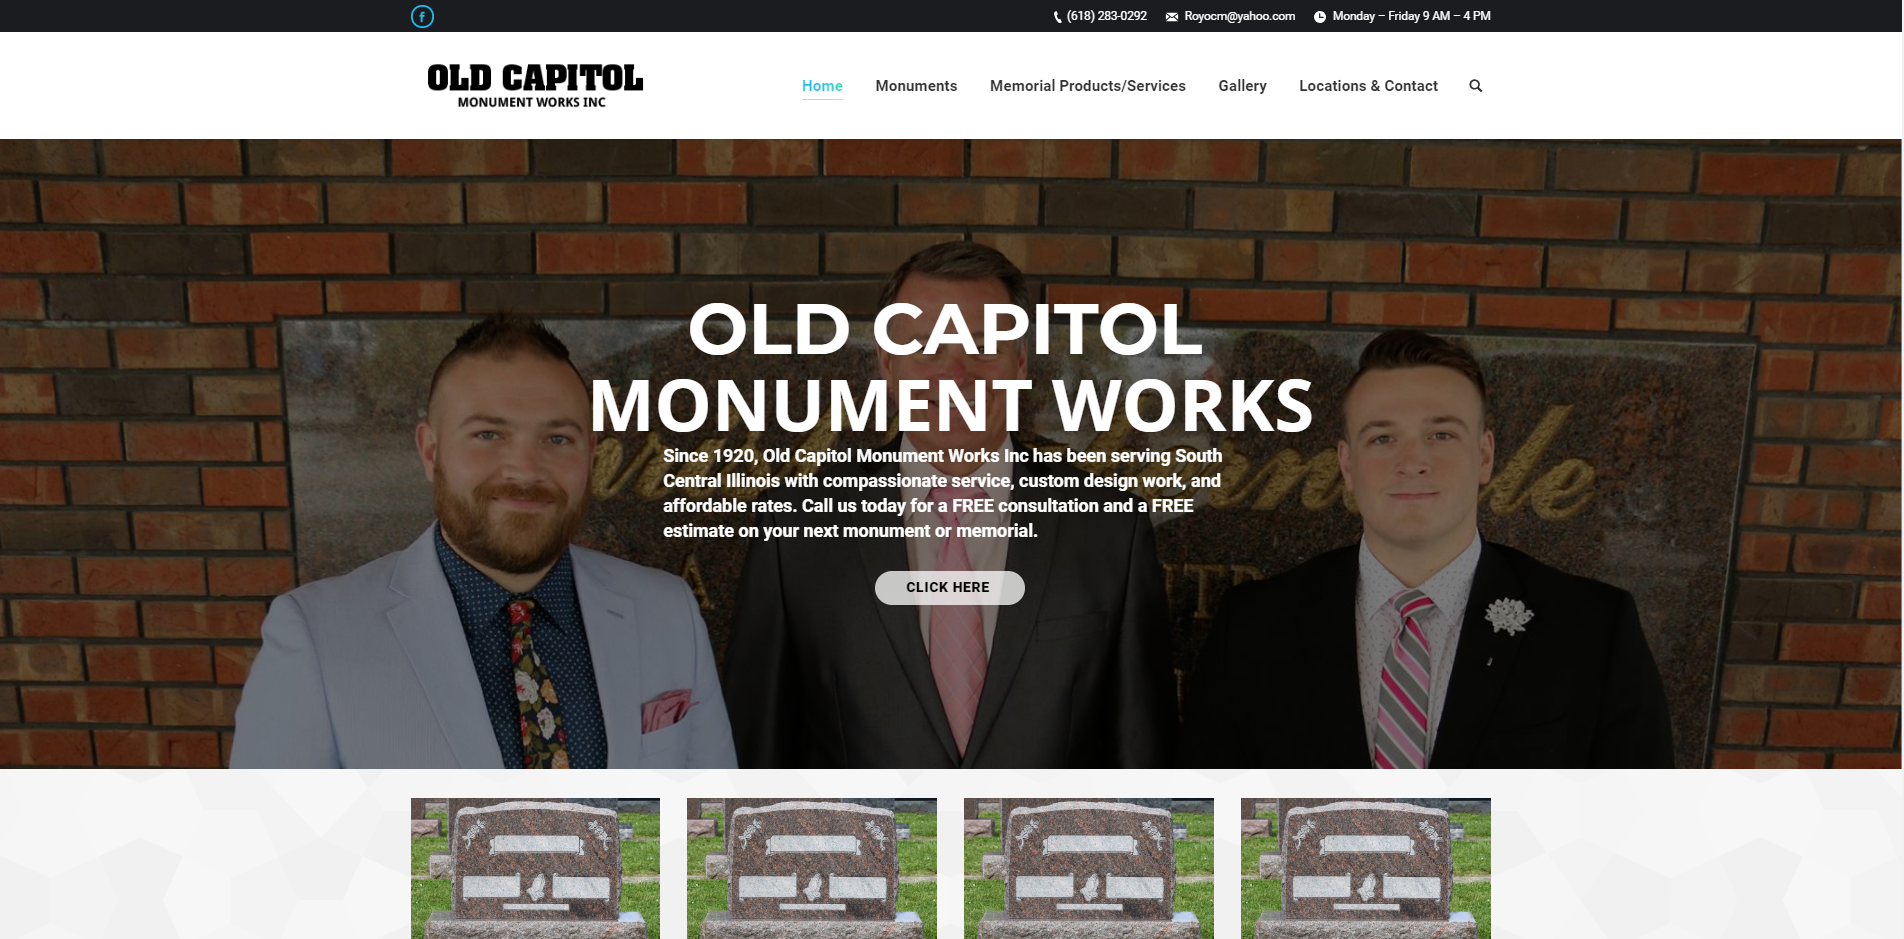 (618) 283-0292 Royocm@yahoo.com Monday – Friday 9 AM – 4 PM
OLD CAPITOL
MONUMENT WORKS INC
Home Monuments Memorial Products/Services Gallery Locations & Contact
OLD CAPITOL
MONUMENT WORKS
Since 1920, Old Capitol Monument Works Inc has been serving South
Central Illinois with compassionate service, custom design work, and
affordable rates. Call us today for a FREE consultation and a FREE
estimate on your next monument or memorial.
CLICK HERE